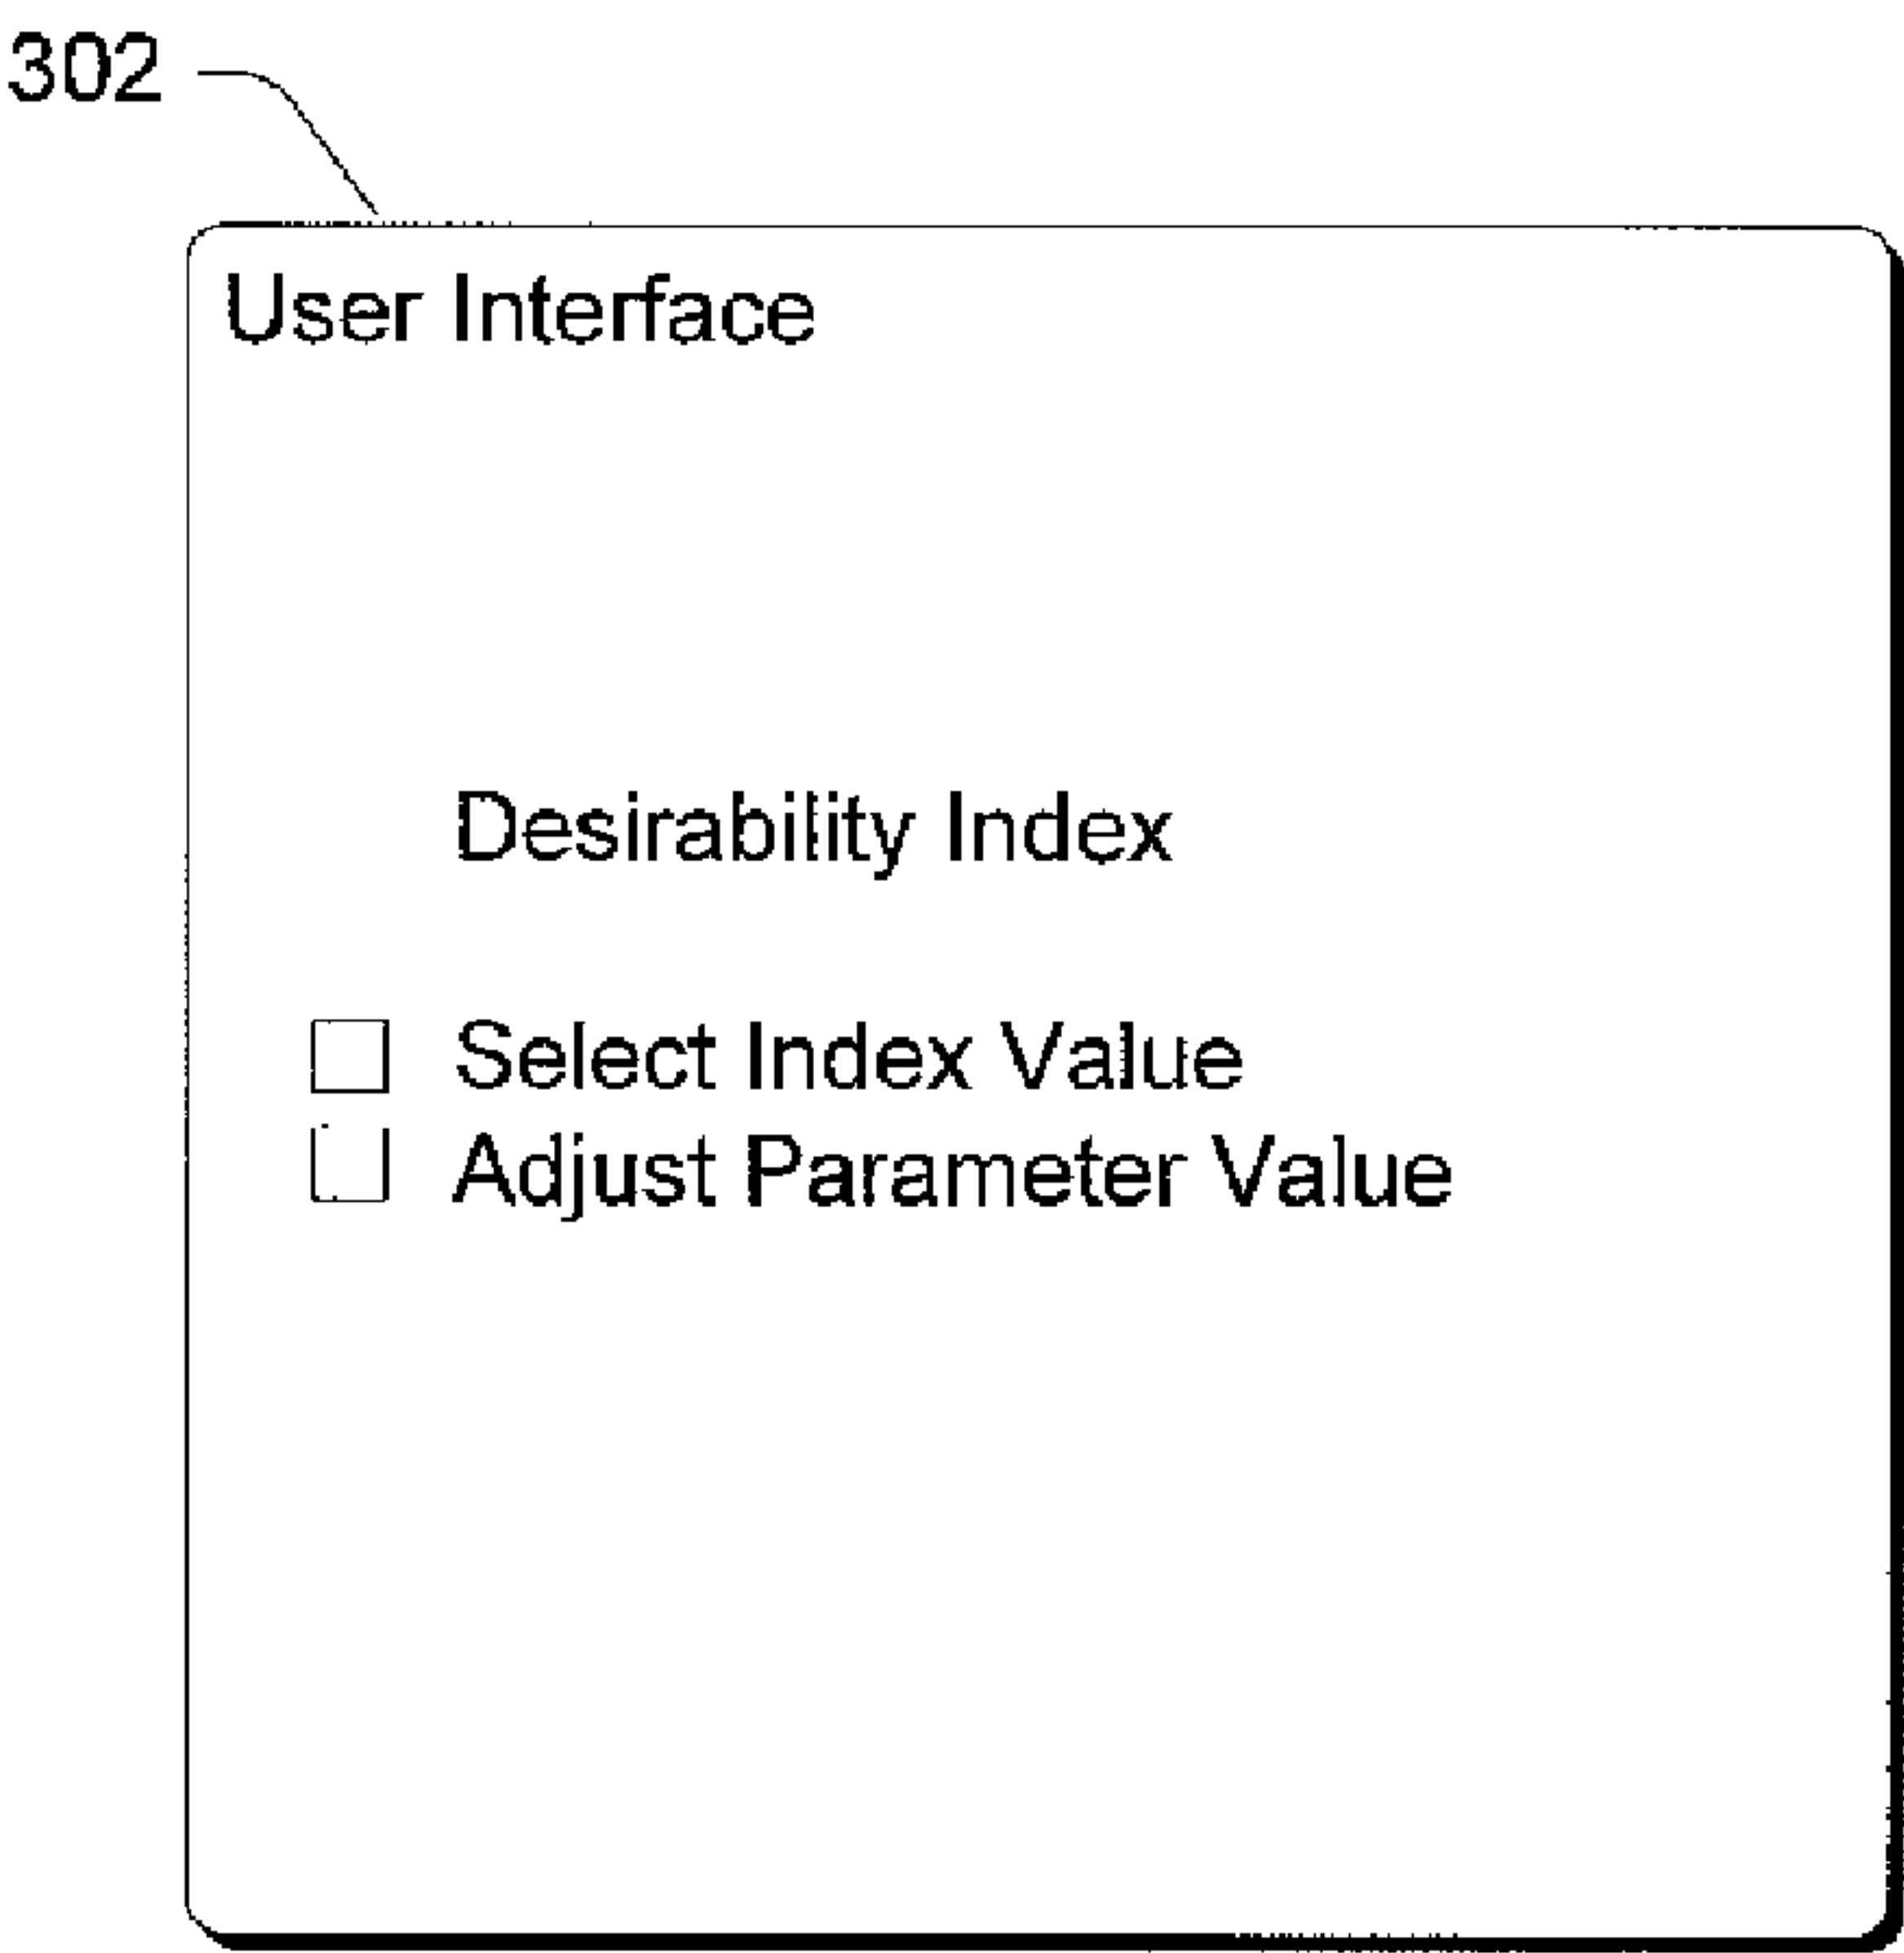 302
User Interface
Desirability Index
Select Index Value
Adjust Parameter Value